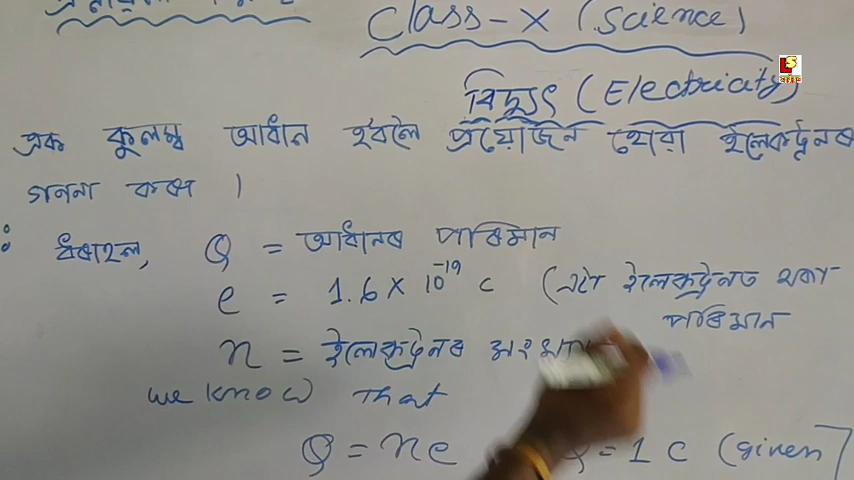 Class - X (Science)
বিদ্যুৎ (Electricity)
এক কুলম্ব আধান হবলৈ প্ৰয়োজন হোৱা ইলেকট্ৰনৰ
গননা কৰা ।
ধৰাহল, Q = আধানৰ পৰিমান
e = 1.6 × 10⁻¹⁹ C (এটা ইলেকট্ৰনত থকা
পৰিমান
n = ইলেকট্ৰনৰ
we know that
Q = ne Q = 1 C (given)